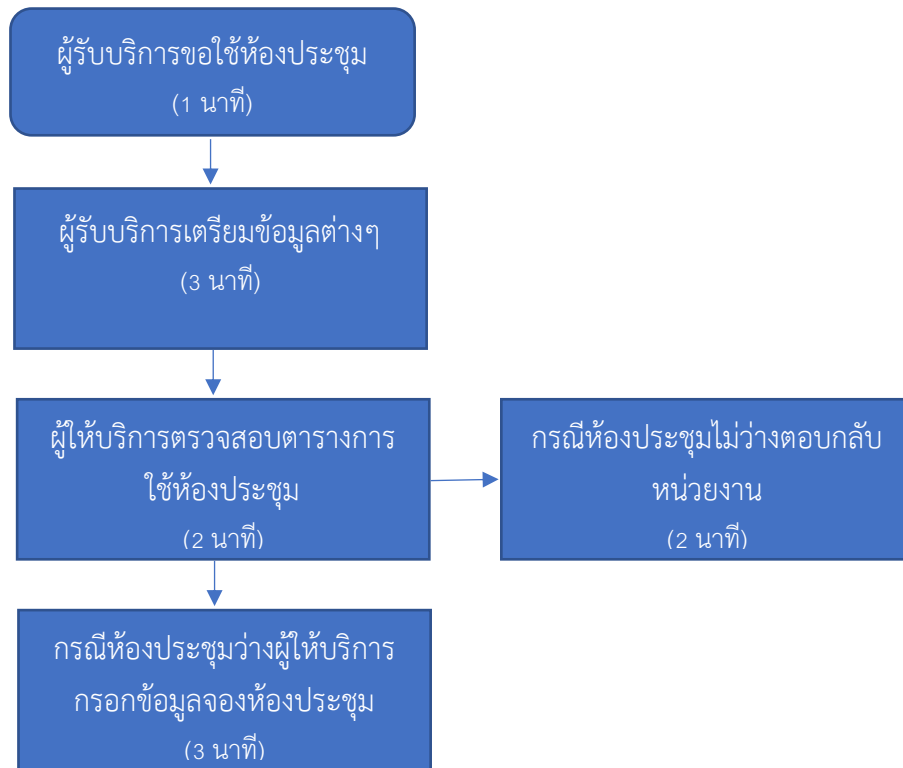 ผู้รับบริการขอใช้ห้องประชุม
(1 นาที)
ผู้รับบริการเตรียมข้อมูลต่างๆ
(3 นาที)
ผู้ให้บริการตรวจสอบตารางการ
ใช้ห้องประชุม
(2 นาที)
กรณีห้องประชุมไม่ว่างตอบกลับ
หน่วยงาน
(2 นาที)
กรณีห้องประชุมว่างผู้ให้บริการ
กรอกข้อมูลจองห้องประชุม
(3 นาที)